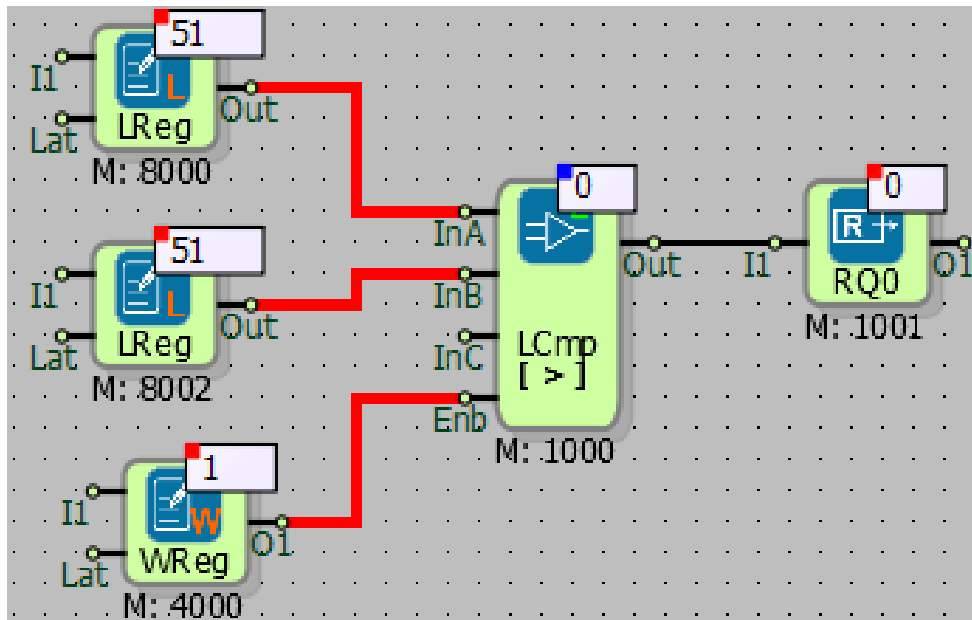 51
I1
L
Out
Lat
LReg
M: 8000
51
I1
L
Out
Lat
LReg
M: 8002
1
I1
W
O1
Lat
WReg
M: 4000
0
InA
InB
InC
Enb
Out
LCmp
[ > ]
M: 1000
0
I1
R
O1
RQ0
M: 1001